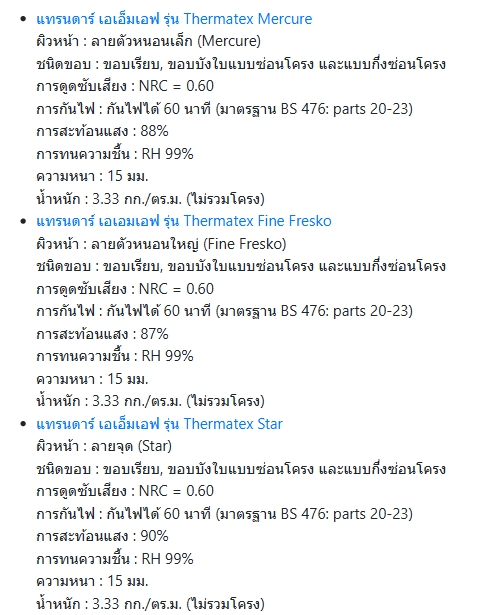 แทรนดาร์ เอเอ็มเอฟ รุ่น Thermatex Mercure
ผิวหน้า : ลายตัวหนอนเล็ก (Mercure)
ชนิดขอบ : ขอบเรียบ, ขอบบังใบแบบซ่อนโครง และแบบกึ่งซ่อนโครง
การดูดซับเสียง : NRC = 0.60
การกันไฟ : กันไฟได้ 60 นาที (มาตรฐาน BS 476: parts 20-23)
การสะท้อนแสง : 88%
การทนความชื้น : RH 99%
ความหนา : 15 มม.
น้ำหนัก : 3.33 กก./ตร.ม. (ไม่รวมโครง)
แทรนดาร์ เอเอมเอฟ รุ่น Thermatex Fine Fresko
ผิวหน้า : ลายตัวหนอนใหญ่ (Fine Fresko)
ชนิดขอบ : ขอบเรียบ, ขอบบังใบแบบซ่อนโครง และแบบกึ่งซ่อนโครง
การดูดซับเสียง : NRC = 0.60
การกันไฟ : กันไฟได้ 60 นาที (มาตรฐาน BS 476: parts 20-23)
การสะท้อนแสง : 87%
การทนความชื้น : RH 99%
ความหนา : 15 มม.
น้ำหนัก : 3.33 กก./ตร.ม. (ไม่รวมโครง)
แทรนดาร์ เอเอ็มเอฟ รุ่น Thermatex Star
ผิวหน้า : ลายจุด (Star)
ชนิดขอบ : ขอบเรียบ, ขอบบังใบแบบซ่อนโครง และแบบกึ่งซ่อนโครง
การดูดซับเสียง : NRC = 0.60
การกันไฟ : กันไฟได้ 60 นาที (มาตรฐาน BS 476: parts 20-23)
การสะท้อนแสง : 90%
การทนความชื้น : RH 99%
ความหนา : 15 มม.
น้ำหนัก : 3.33 กก./ตร.ม. (ไม่รวมโครง)